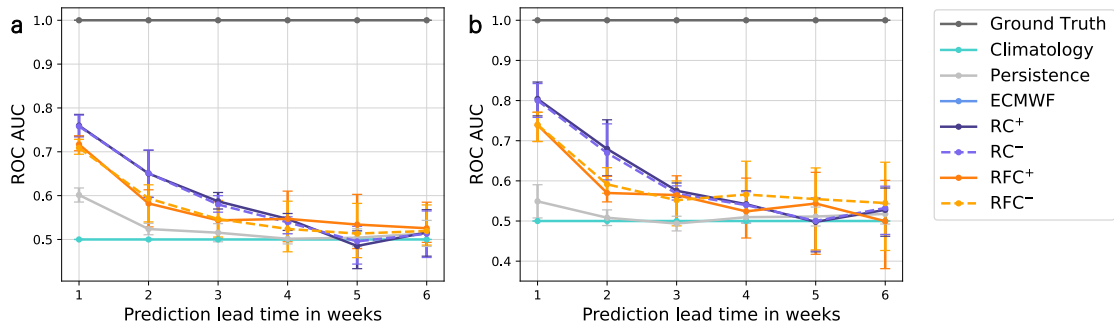 a
ROC AUC
1.0
0.9
0.8
0.7
0.6
0.5
1 2 3 4 5 6
Prediction lead time in weeks
b
ROC AUC
1.0
0.9
0.8
0.7
0.6
0.5
0.4
1 2 3 4 5 6
Prediction lead time in weeks
Ground Truth
Climatology
Persistence
ECMWF
RC⁺
RC⁻
RFC⁺
RFC⁻